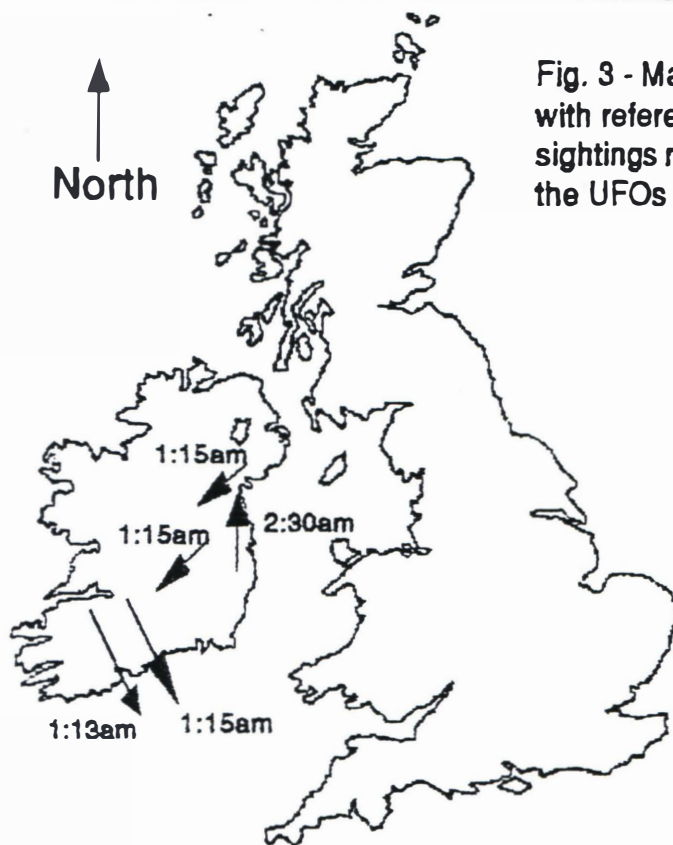 Fig. 3 - Ma
with refere
sightings r
the UFOs
North
1:15am
1:15am
2:30am
1:13am
1:15am